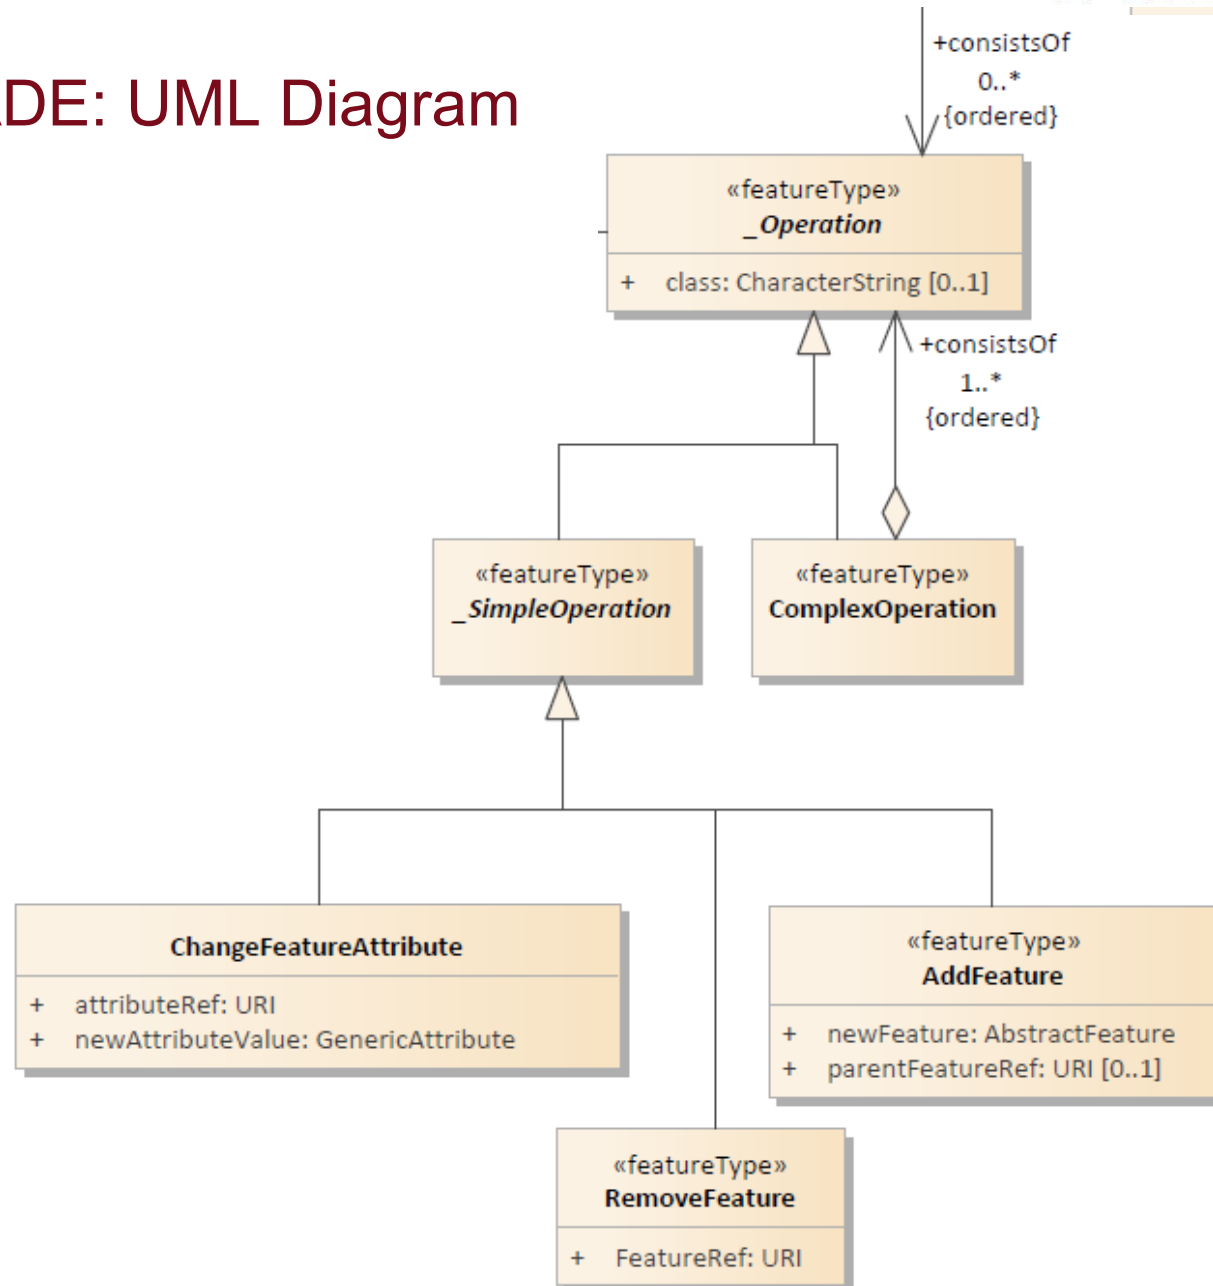 +consistsOf
0..*
{ordered}
ADE: UML Diagram
«featureType»
_Operation
+ class: CharacterString [0..1]
+consistsOf
1..*
{ordered}
«featureType»
_SimpleOperation
«featureType»
ComplexOperation
ChangeFeatureAttribute
+ attributeRef: URI
+ newAttributeValue: GenericAttribute
«featureType»
AddFeature
+ newFeature: AbstractFeature
+ parentFeatureRef: URI [0..1]
«featureType»
RemoveFeature
+ FeatureRef: URI